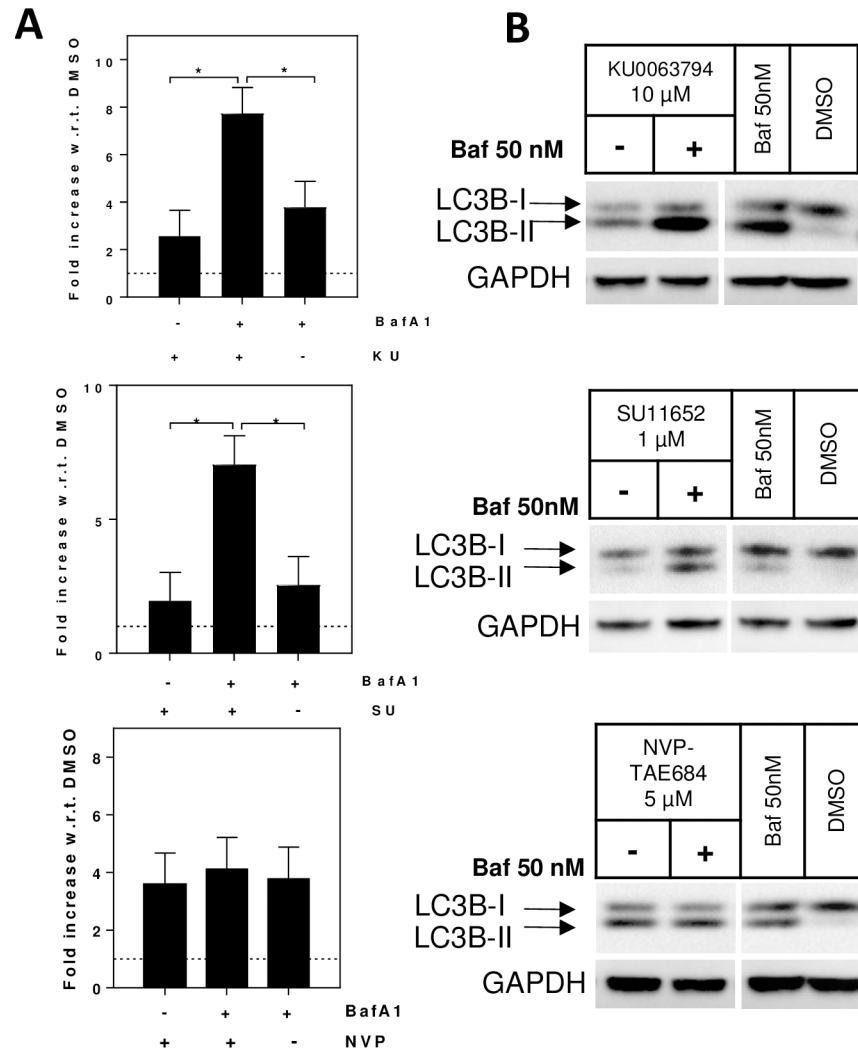 A
Fold increase w.r.t. DMSO
10
8
6
4
2
0
* *
- + + BafA1
+ + - KU
Fold increase w.r.t. DMSO
10
5
0
* *
- + + BafA1
+ + - SU
Fold increase w.r.t. DMSO
8
6
4
2
0
- + + BafA1
+ + - NVP
B
KU0063794
10 µM
Baf 50nM
DMSO
Baf 50 nM - +
LC3B-I
LC3B-II
GAPDH
SU11652
1 µM
Baf 50nM
DMSO
Baf 50nM - +
LC3B-I
LC3B-II
GAPDH
NVP-
TAE684
5 µM
Baf 50nM
DMSO
Baf 50 nM - +
LC3B-I
LC3B-II
GAPDH